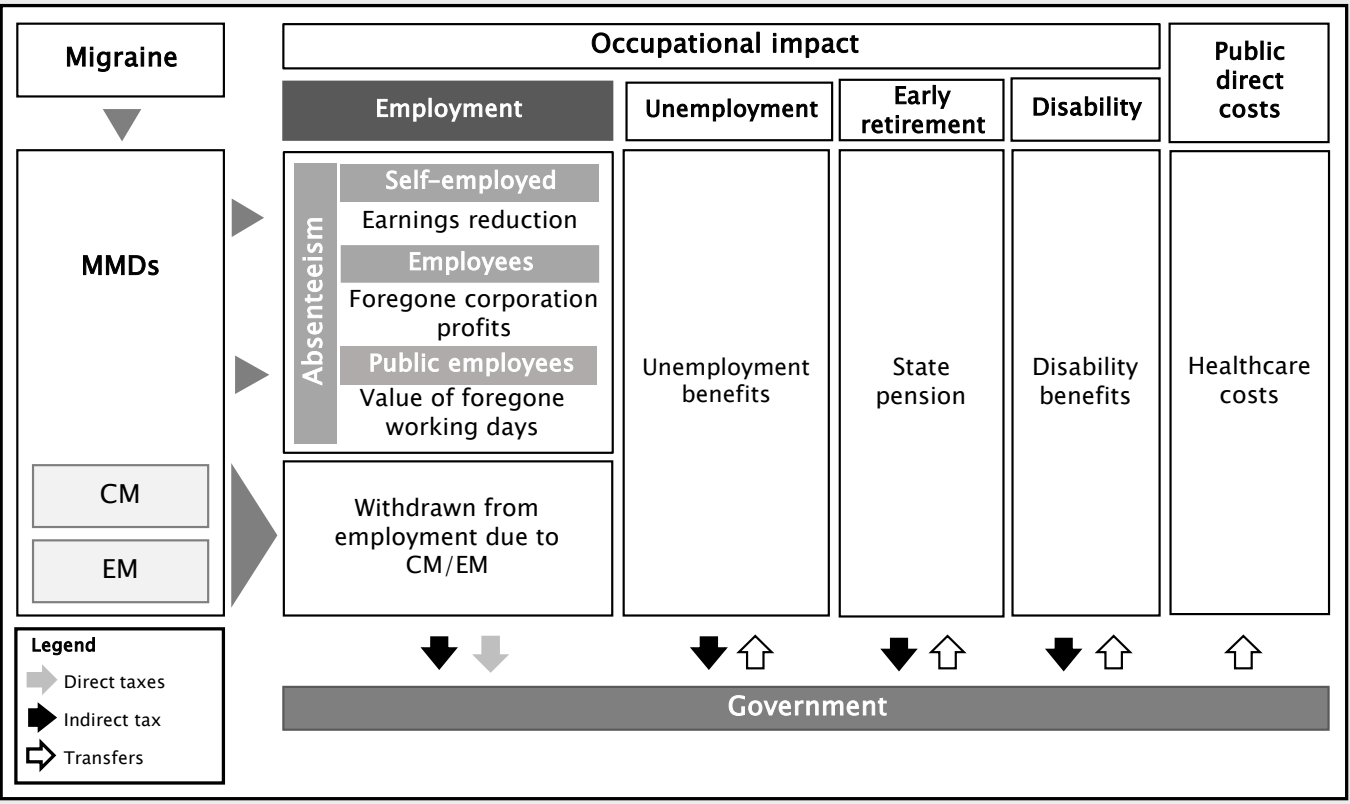 Migraine
MMDs
CM
EM
Occupational impact
Employment
Absenteeism
Self-employed
Earnings reduction
Employees
Foregone corporation
profits
Public employees
Value of foregone
working days
Withdrawn from
employment due to
CM/EM
Unemployment
Unemployment
benefits
Early
retirement
State
pension
Disability
Disability
benefits
Public
direct
costs
Healthcare
costs
Government
Legend
Direct taxes
Indirect tax
Transfers